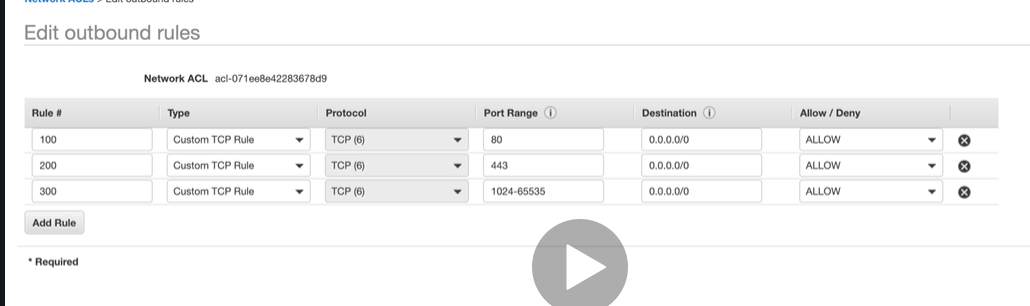 Network ACLs > Edit outbound rules
Edit outbound rules
Network ACL acl-071ee8e42283678d9
Rule # Type Protocol Port Range Destination Allow / Deny
100 Custom TCP Rule TCP (6) 80 0.0.0.0/0 ALLOW
200 Custom TCP Rule TCP (6) 443 0.0.0.0/0 ALLOW
300 Custom TCP Rule TCP (6) 1024-65535 0.0.0.0/0 ALLOW
Add Rule
* Required